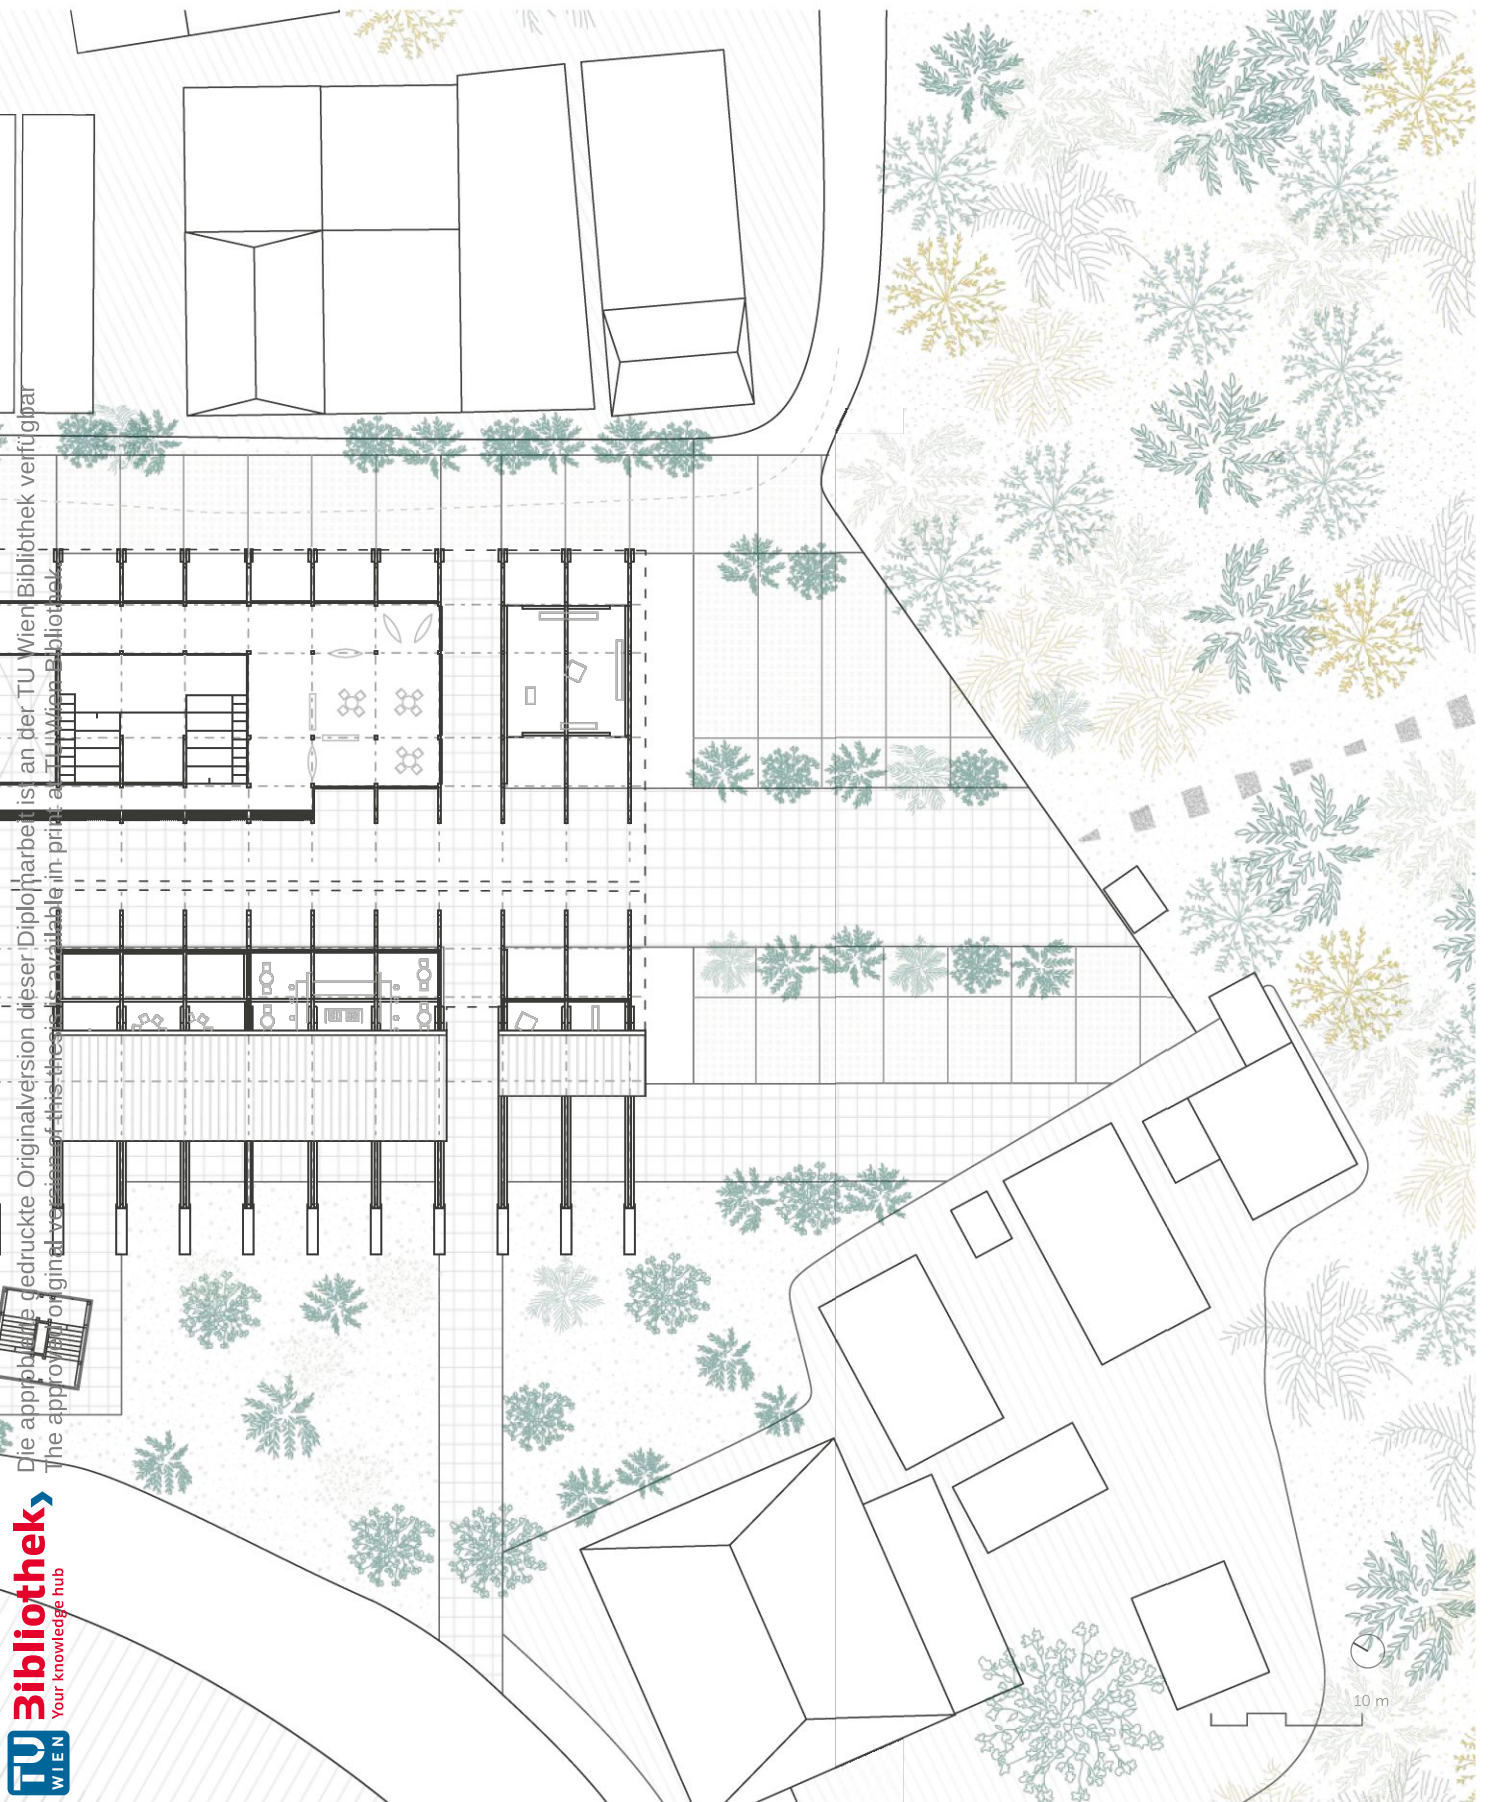 Die approbierte gedruckte Originalversion dieser Diplomarbeit ist an der TU Wien Bibliothek verfügbar
The approved original version of this thesis is available in print at TU Wien Bibliothek.
TU
WIEN
Bibliothek
Your knowledge hub
10 m